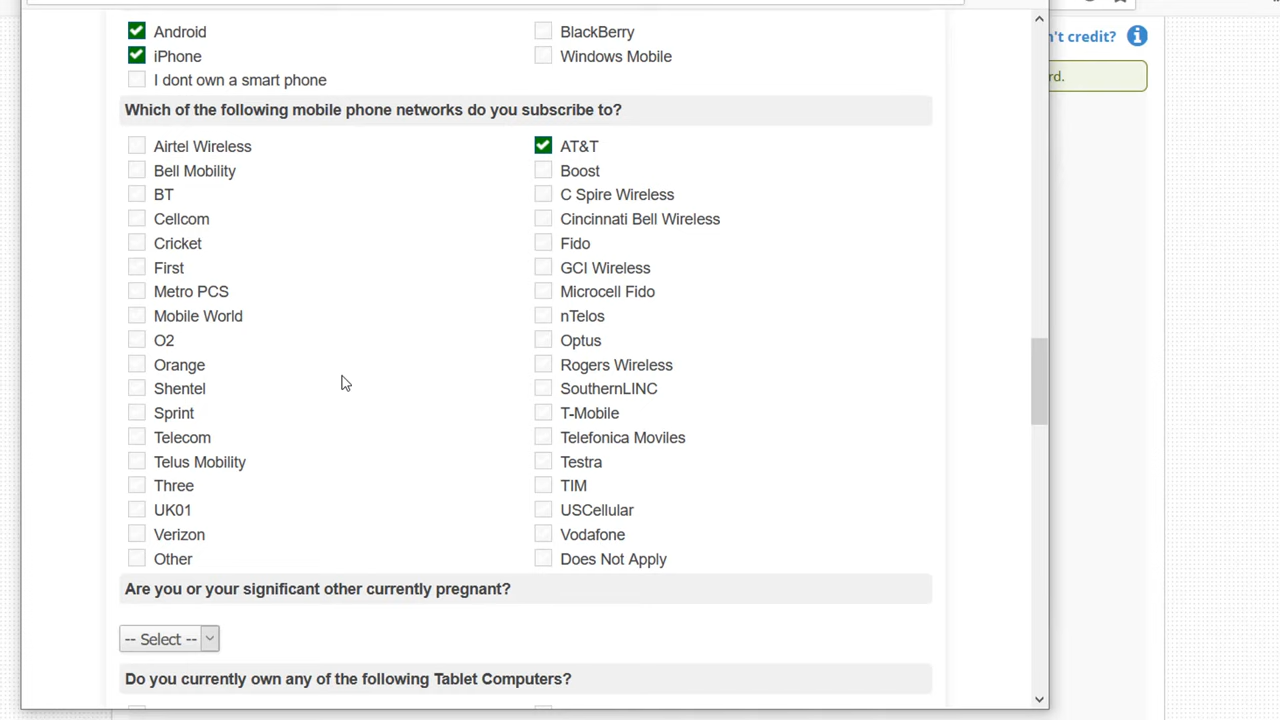 Android BlackBerry
n't credit?
iPhone Windows Mobile
rd.
I dont own a smart phone
Which of the following mobile phone networks do you subscribe to?
Airtel Wireless AT&T
Bell Mobility Boost
BT C Spire Wireless
Cellcom Cincinnati Bell Wireless
Cricket Fido
First GCI Wireless
Metro PCS Microcell Fido
Mobile World nTelos
O2 Optus
Orange Rogers Wireless
Shentel SouthernLINC
Sprint T-Mobile
Telecom Telefonica Moviles
Telus Mobility Testra
Three TIM
UK01 USCellular
Verizon Vodafone
Other Does Not Apply
Are you or your significant other currently pregnant?
-- Select --
Do you currently own any of the following Tablet Computers?